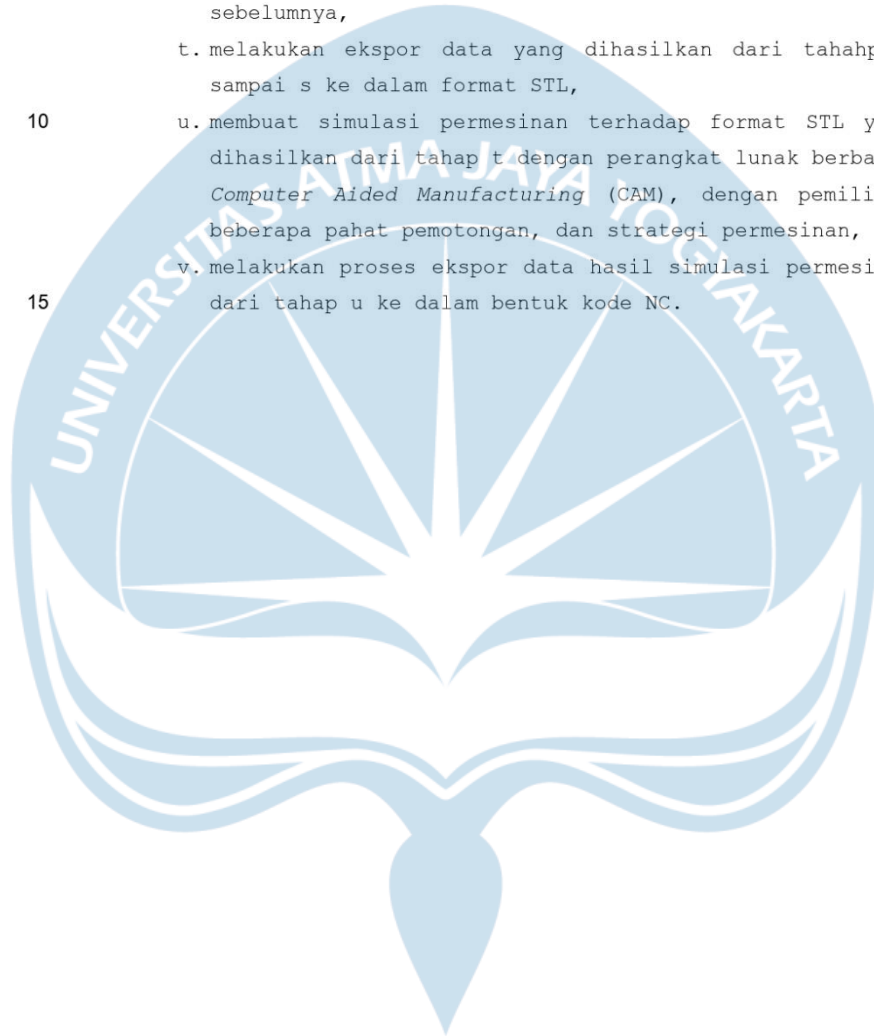 sebelumnya,
t. melakukan ekspor data yang dihasilkan dari tahahp
sampai s ke dalam format STL,
10 u. membuat simulasi permesinan terhadap format STL y
dihasilkan dari tahap t dengan perangkat lunak berba
Computer Aided Manufacturing (CAM), dengan pemili
beberapa pahat pemotongan, dan strategi permesinan,
v. melakukan proses ekspor data hasil simulasi permesi
15 dari tahap u ke dalam bentuk kode NC.
UNIVERSITAS ATMA JAYA YOGYAKARTA